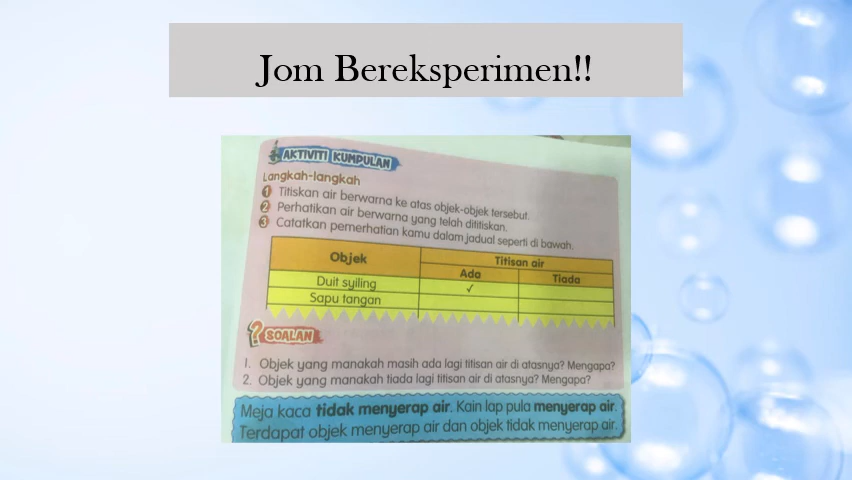 Jom Bereksperimen!!
AKTIVITI KUMPULAN
Langkah-langkah
1 Titiskan air berwarna ke atas objek-objek tersebut.
2 Perhatikan air berwarna yang telah dititiskan.
3 Catatkan pemerhatian kamu dalam jadual seperti di bawah.
Objek Titisan air
Ada Tiada
Duit syiling ✓
Sapu tangan
? SOALAN
1. Objek yang manakah masih ada lagi titisan air di atasnya? Mengapa?
2. Objek yang manakah tiada lagi titisan air di atasnya? Mengapa?
Meja kaca tidak menyerap air. Kain lap pula menyerap air.
Terdapat objek menyerap air dan objek tidak menyerap air.